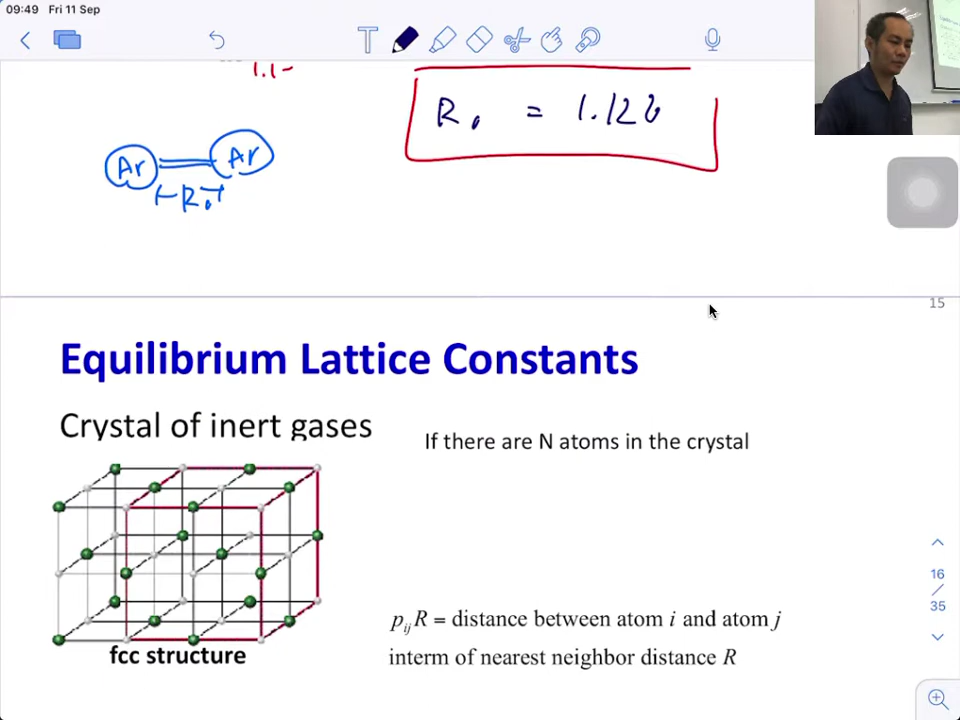 09:49 Fri 11 Sep
R₀ = 1.12σ
Ar Ar
R₀
15
Equilibrium Lattice Constants
Crystal of inert gases
If there are N atoms in the crystal
16
/
35
pᵢⱼR = distance between atom i and atom j
fcc structure
interm of nearest neighbor distance R